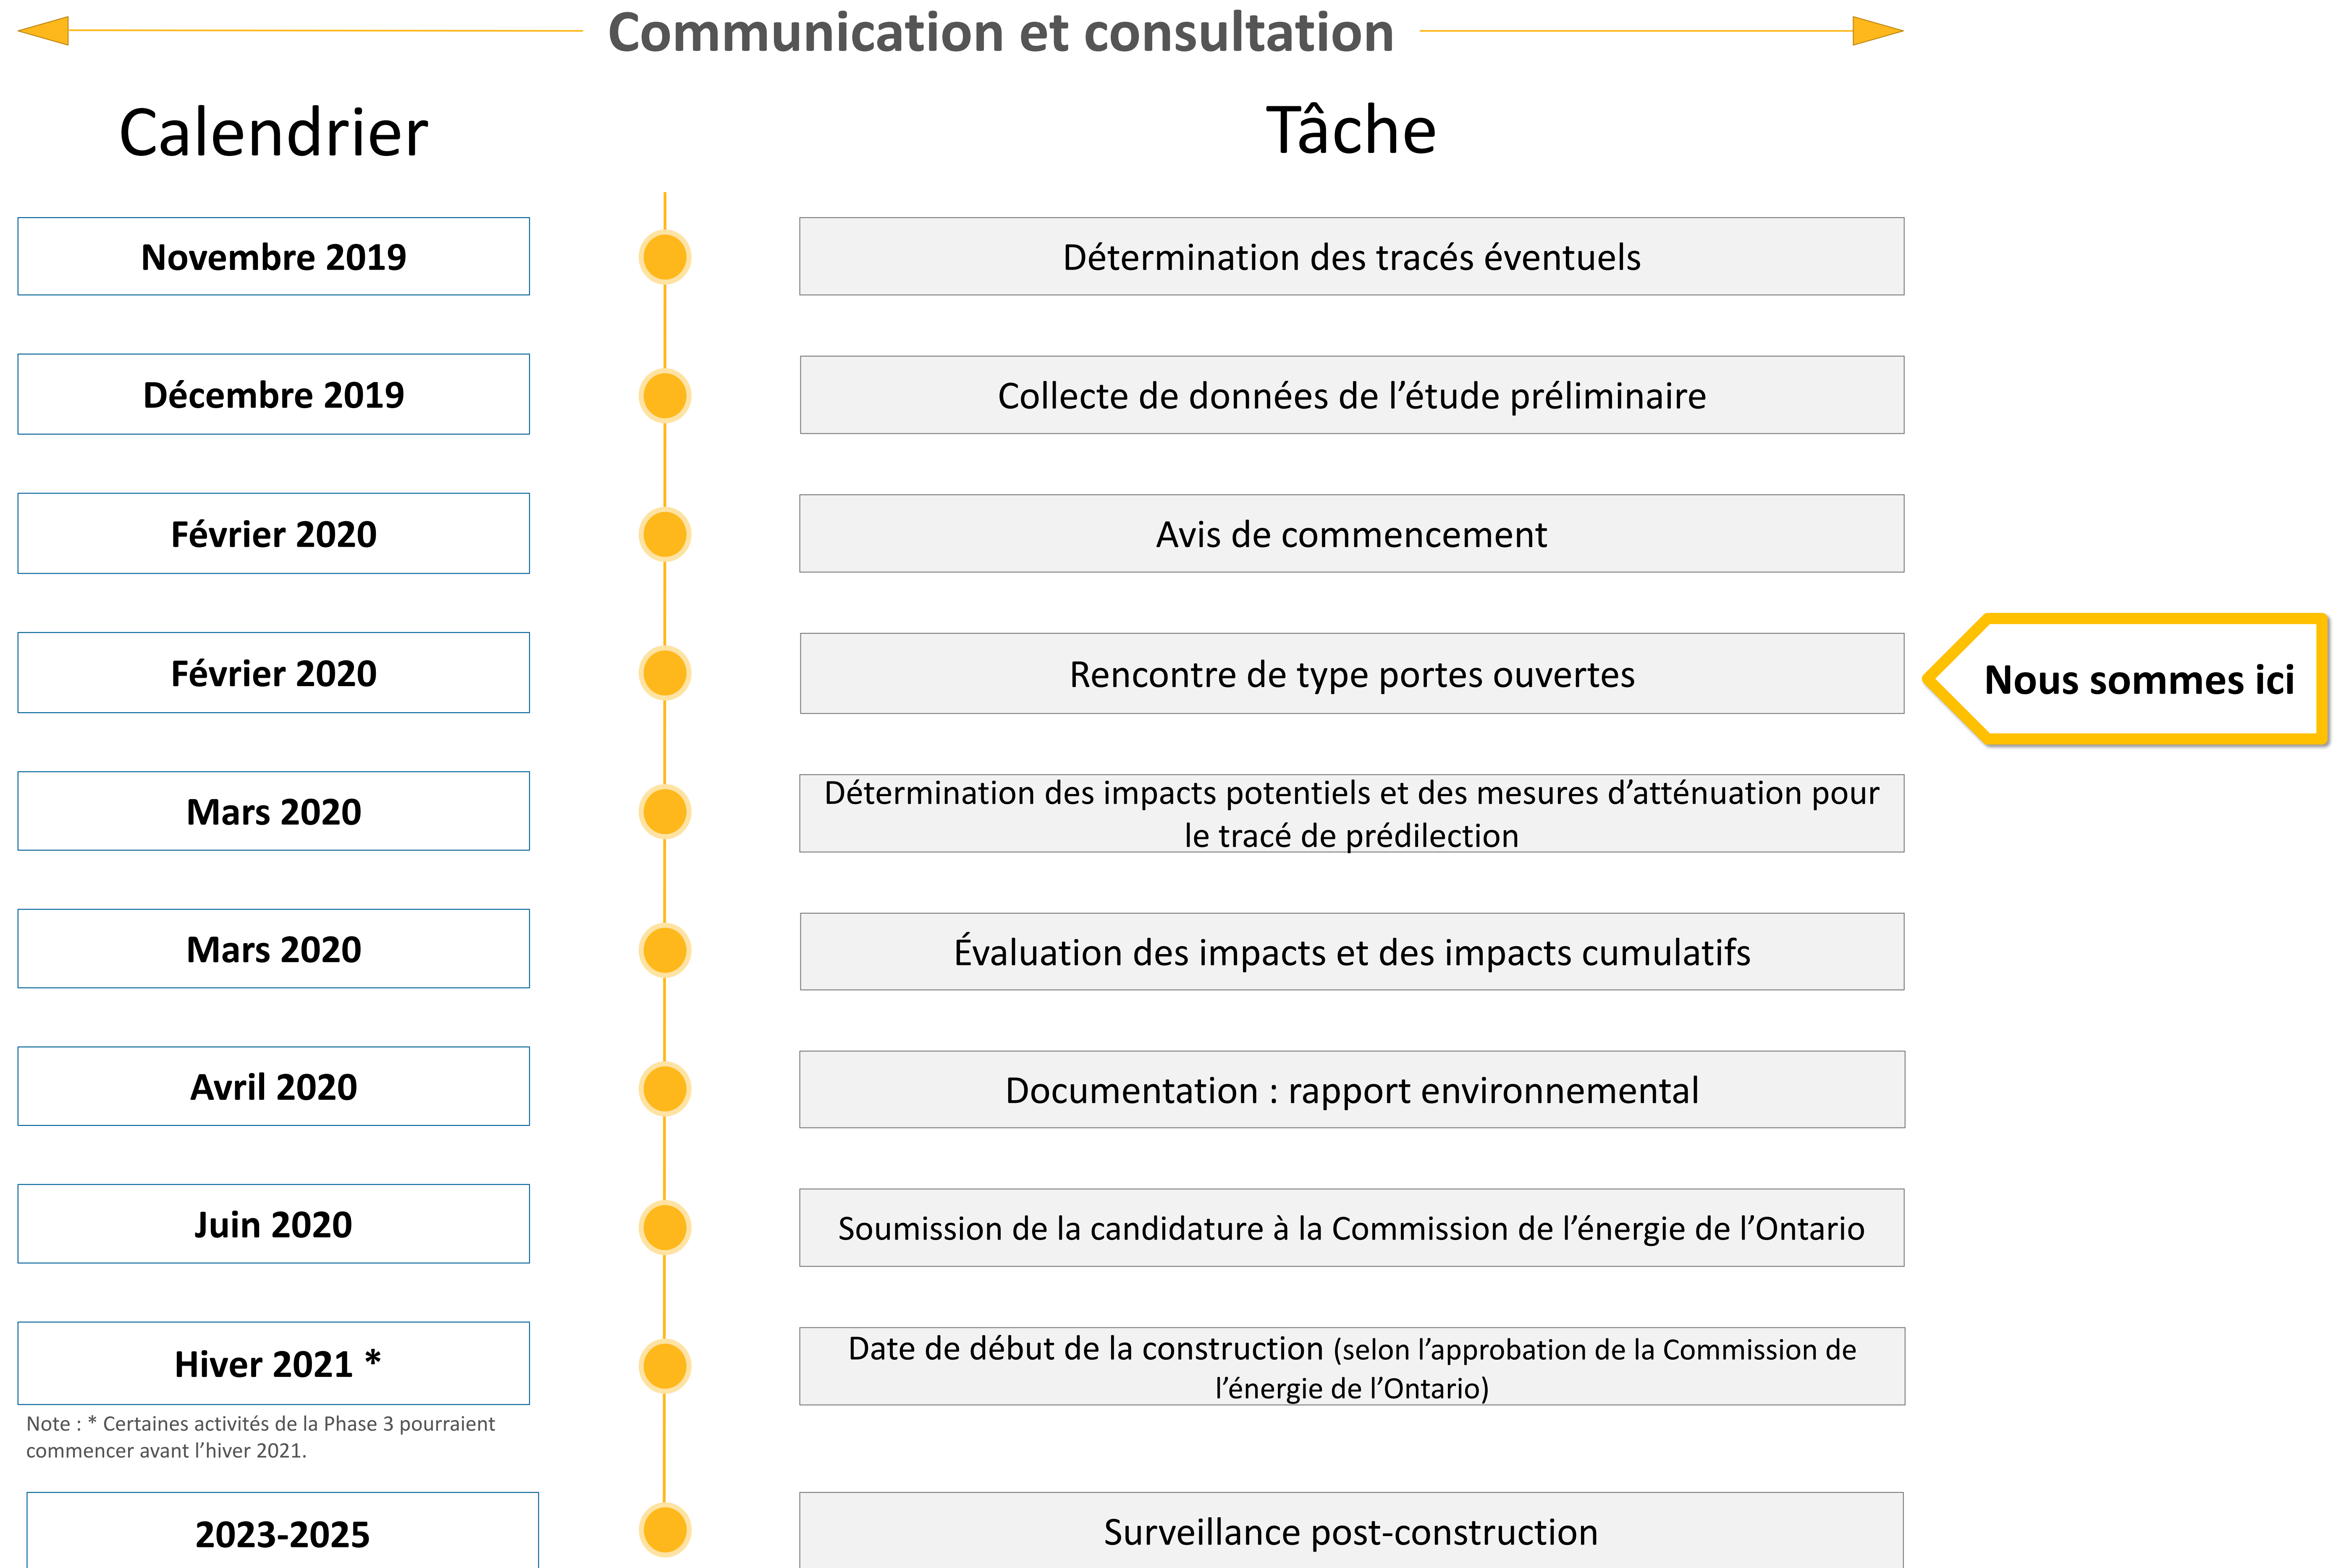 Communication et consultation
Calendrier
Tâche
Novembre 2019
Détermination des tracés éventuels
Décembre 2019
Collecte de données de l’étude préliminaire
Février 2020
Avis de commencement
Février 2020
Rencontre de type portes ouvertes
Nous sommes ici
Mars 2020
Détermination des impacts potentiels et des mesures d’atténuation pour
le tracé de prédilection
Mars 2020
Évaluation des impacts et des impacts cumulatifs
Avril 2020
Documentation : rapport environnemental
Juin 2020
Soumission de la candidature à la Commission de l’énergie de l’Ontario
Hiver 2021 *
Date de début de la construction (selon l’approbation de la Commission de
l’énergie de l’Ontario)
Note : * Certaines activités de la Phase 3 pourraient
commencer avant l’hiver 2021.
2023-2025
Surveillance post-construction